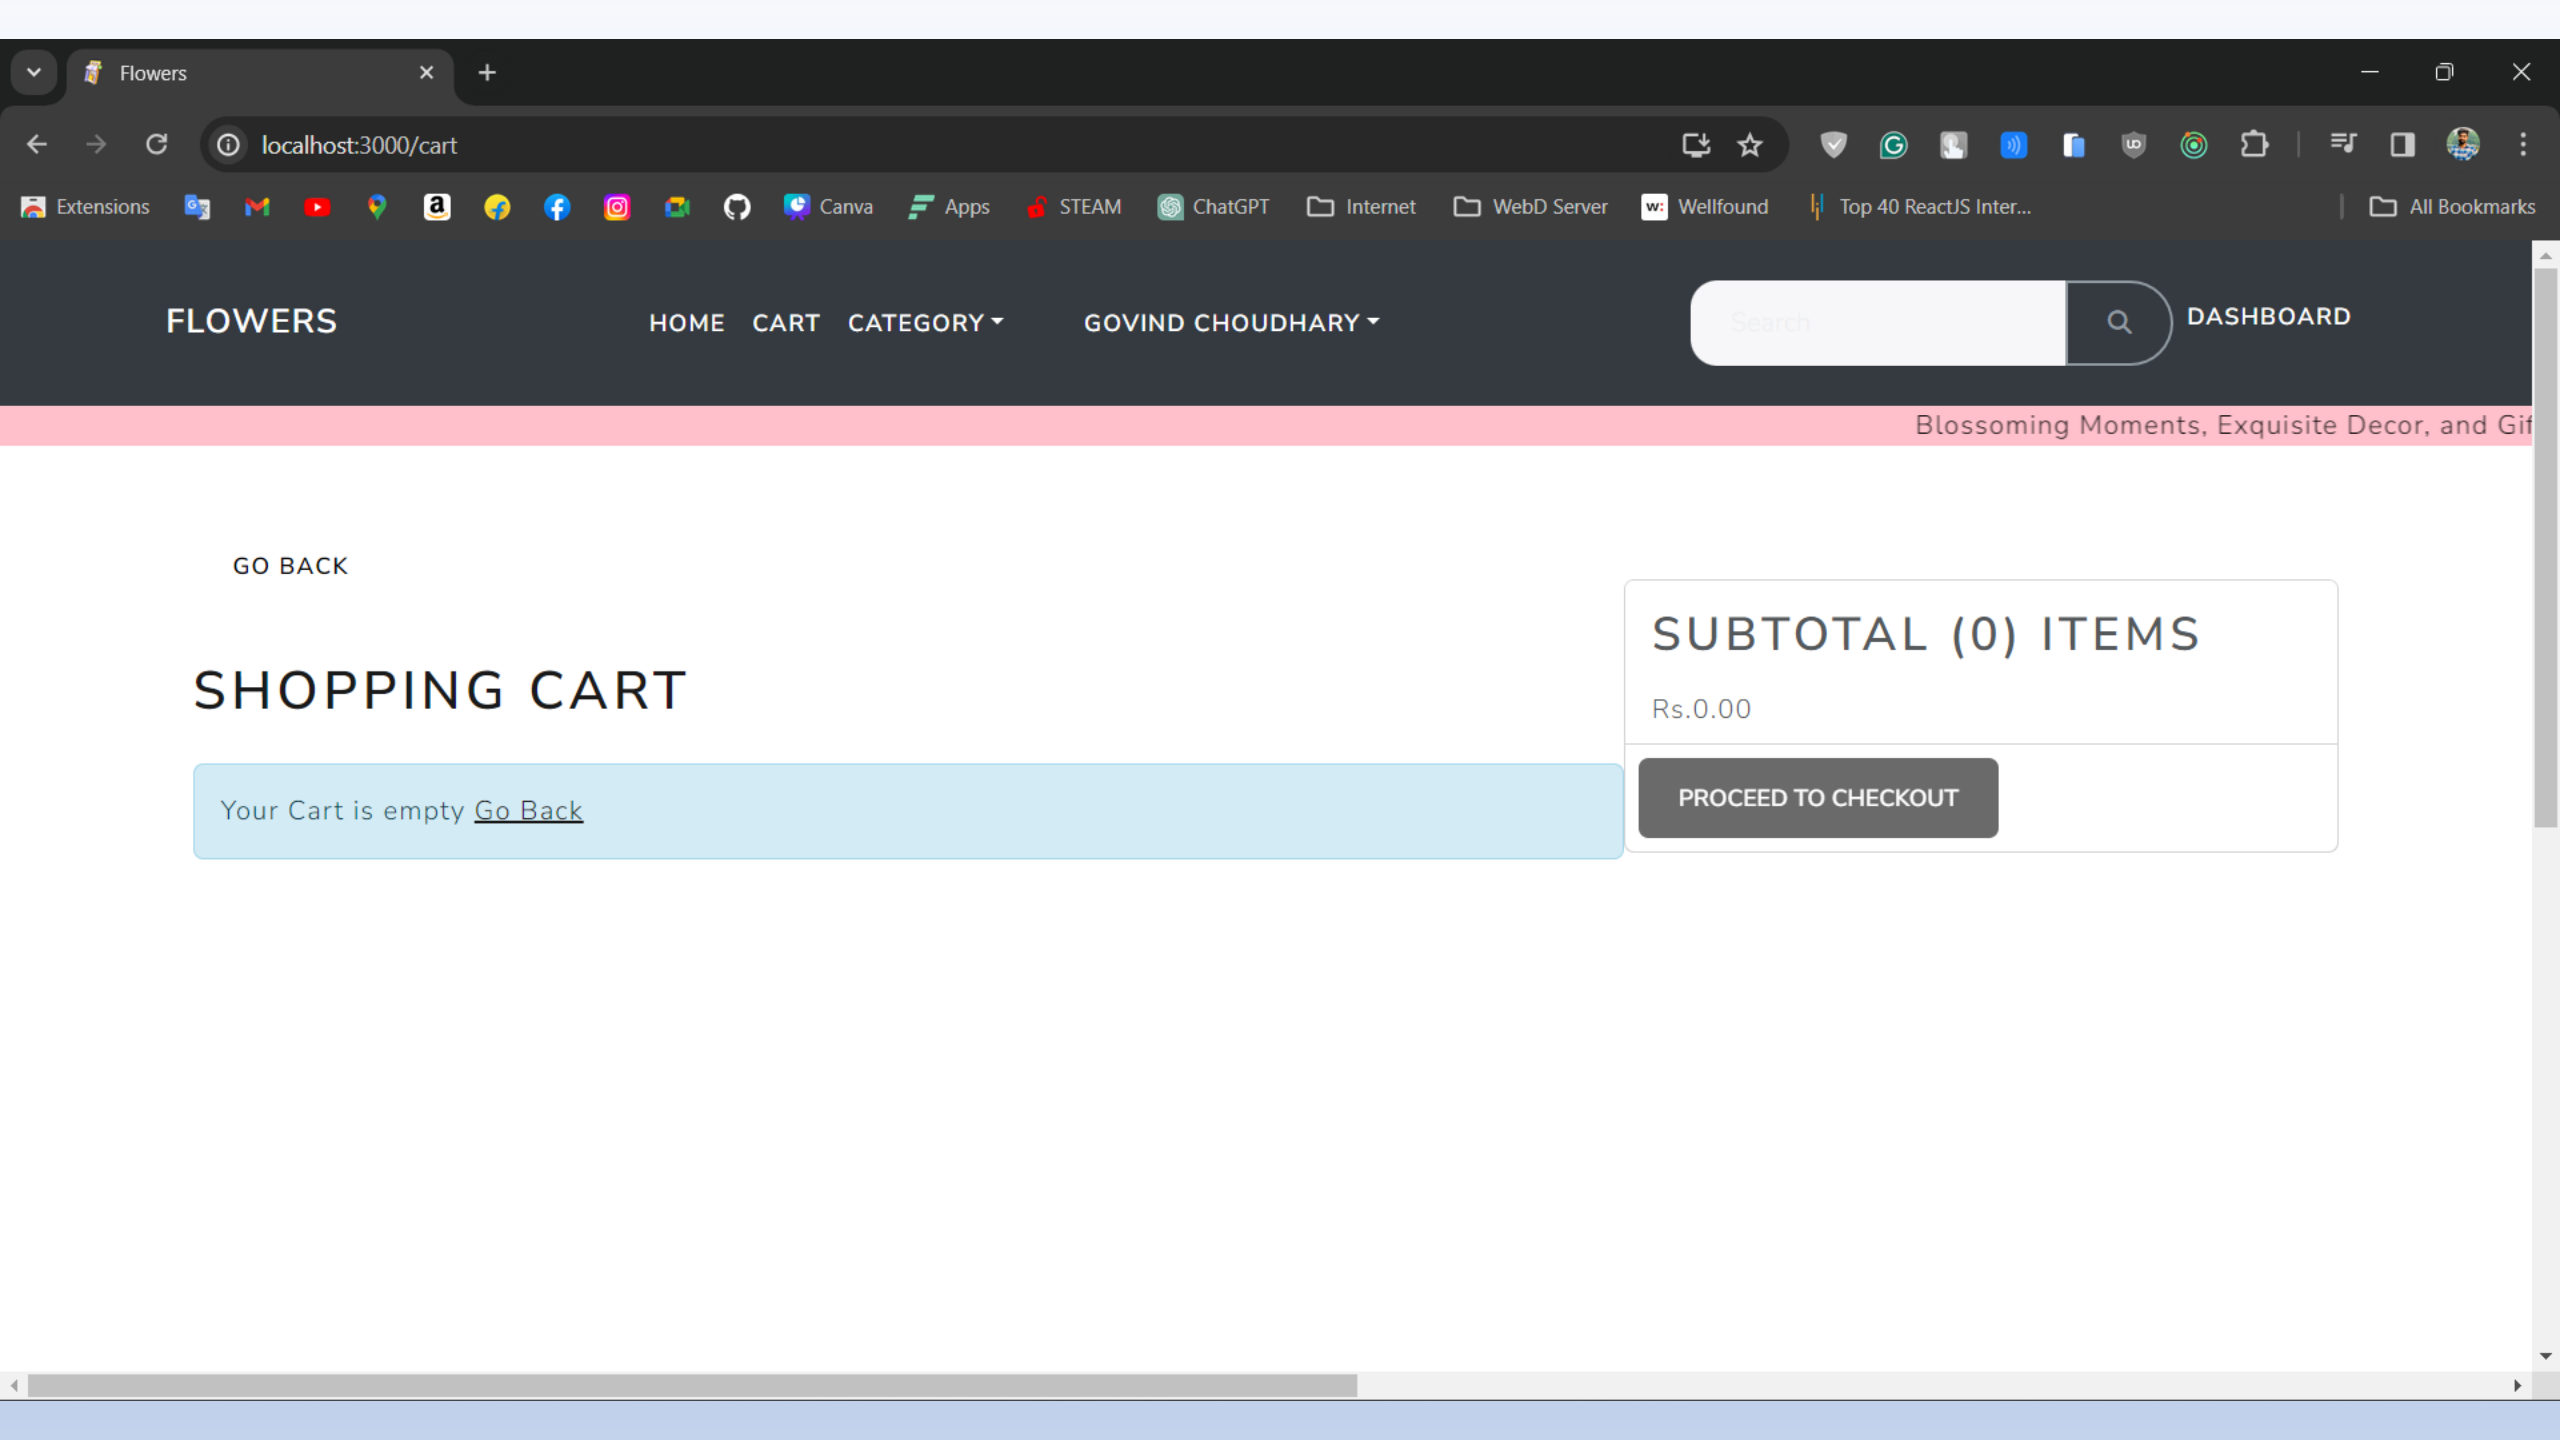 Flowers
localhost:3000/cart
Extensions Canva Apps STEAM ChatGPT Internet WebD Server Wellfound Top 40 ReactJS Inter... All Bookmarks
FLOWERS HOME CART CATEGORY GOVIND CHOUDHARY Search DASHBOARD
Blossoming Moments, Exquisite Decor, and Gif
GO BACK
SHOPPING CART
Your Cart is empty Go Back
SUBTOTAL (0) ITEMS
Rs.0.00
PROCEED TO CHECKOUT